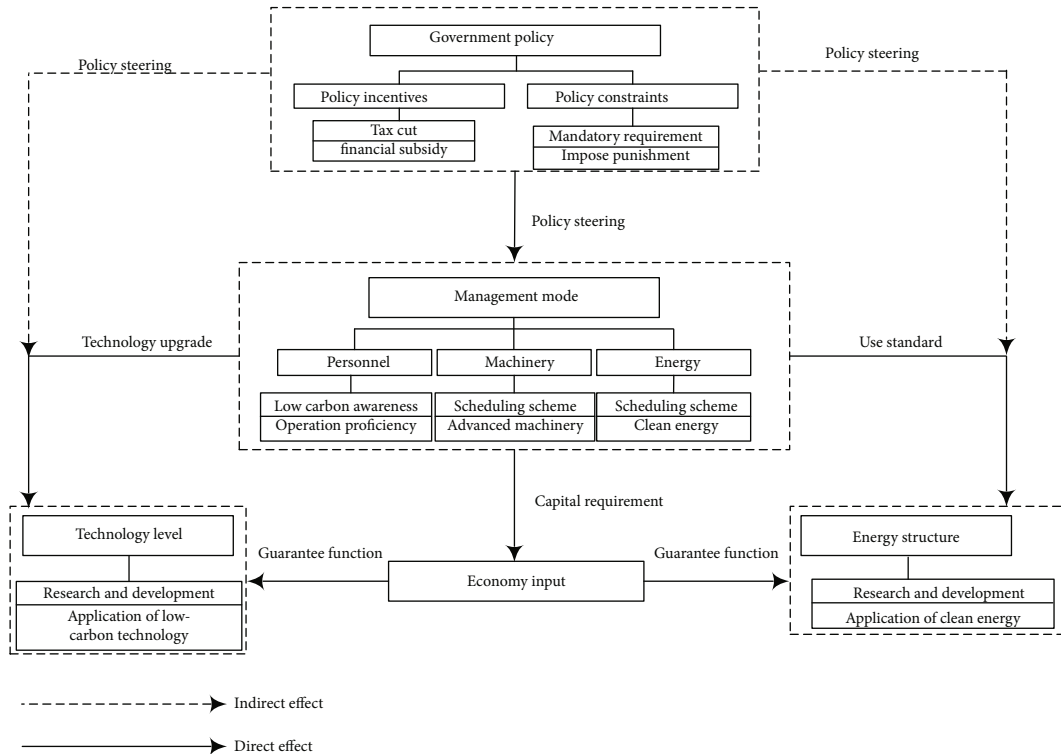 Government policy
Policy steering
Policy steering
Policy incentives
Policy constraints
Tax cut
financial subsidy
Mandatory requirement
Impose punishment
Policy steering
Management mode
Technology upgrade
Use standard
Personnel
Machinery
Energy
Low carbon awareness
Operation proficiency
Scheduling scheme
Advanced machinery
Scheduling scheme
Clean energy
Capital requirement
Technology level
Energy structure
Guarantee function
Guarantee function
Economy input
Research and development
Application of low-
carbon technology
Research and development
Application of clean energy
Indirect effect
Direct effect